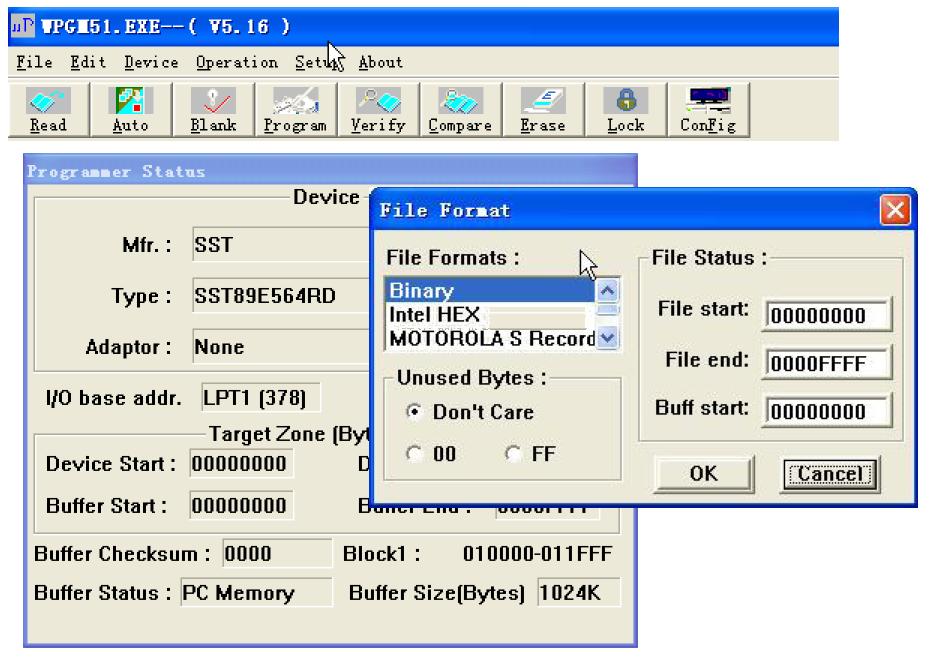 WPGM51.EXE--( V5.16 )
File Edit Device Operation Setup About
Read Auto Blank Program Verify Compare Erase Lock ConFig
Programmer Status
Device
Mfr. : SST
Type : SST89E564RD
Adaptor : None
I/O base addr. LPT1 (378)
Target Zone (Byt
Device Start : 00000000 D
Buffer Start : 00000000 Buffer End : 0000FFFF
Buffer Checksum : 0000 Block1 : 010000-011FFF
Buffer Status : PC Memory Buffer Size(Bytes) 1024K
File Format
File Formats :
Binary
Intel HEX
MOTOROLA S Record
Unused Bytes :
Don't Care
00 FF
File Status :
File start: 00000000
File end: 0000FFFF
Buff start: 00000000
OK Cancel